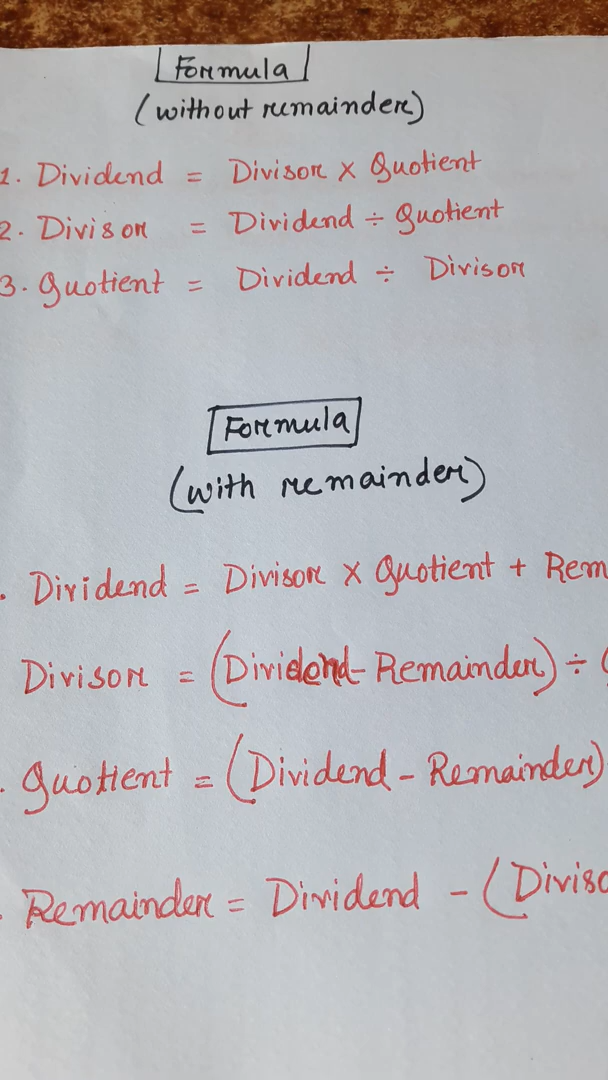 Formula
(without remainder)
1. Dividend = Divisor × Quotient
2. Divisor = Dividend ÷ Quotient
3. Quotient = Dividend ÷ Divisor
Formula
(with remainder)
. Dividend = Divisor × Quotient + Rem
Divisor = (Dividend - Remainder) ÷ (
. Quotient = (Dividend - Remainder)
. Remainder = Dividend - (Diviso